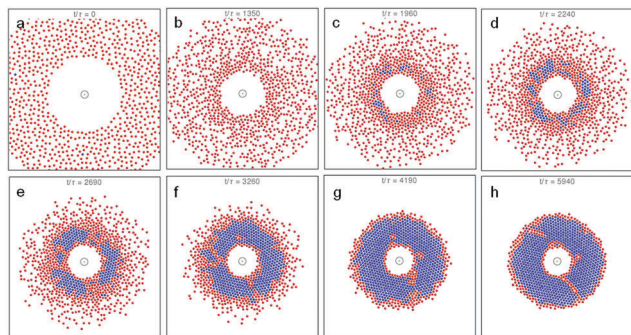 a t/r = 0
b t/r = 1350
c t/r = 1960
d t/r = 2240
e t/r = 2690
f t/r = 3260
g t/r = 4190
h t/r = 5940